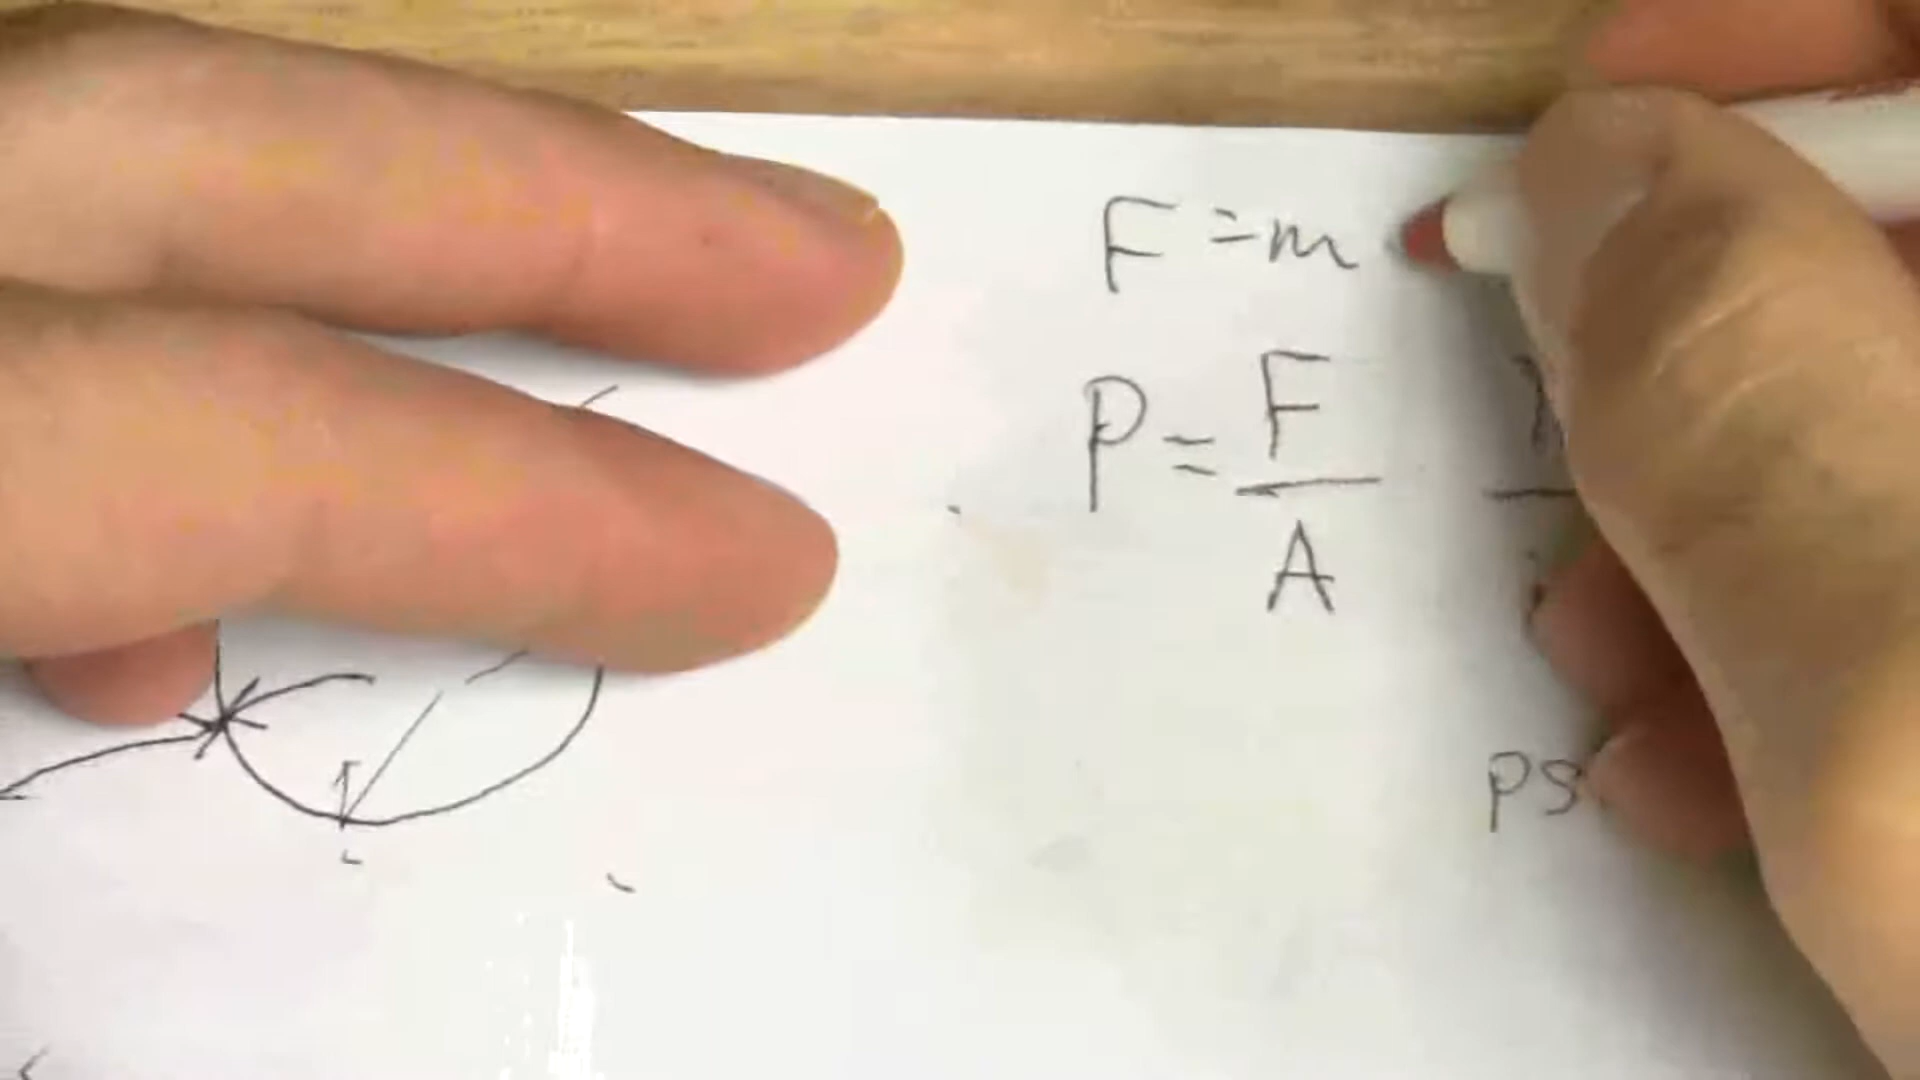 F = m
P = F
A
ps